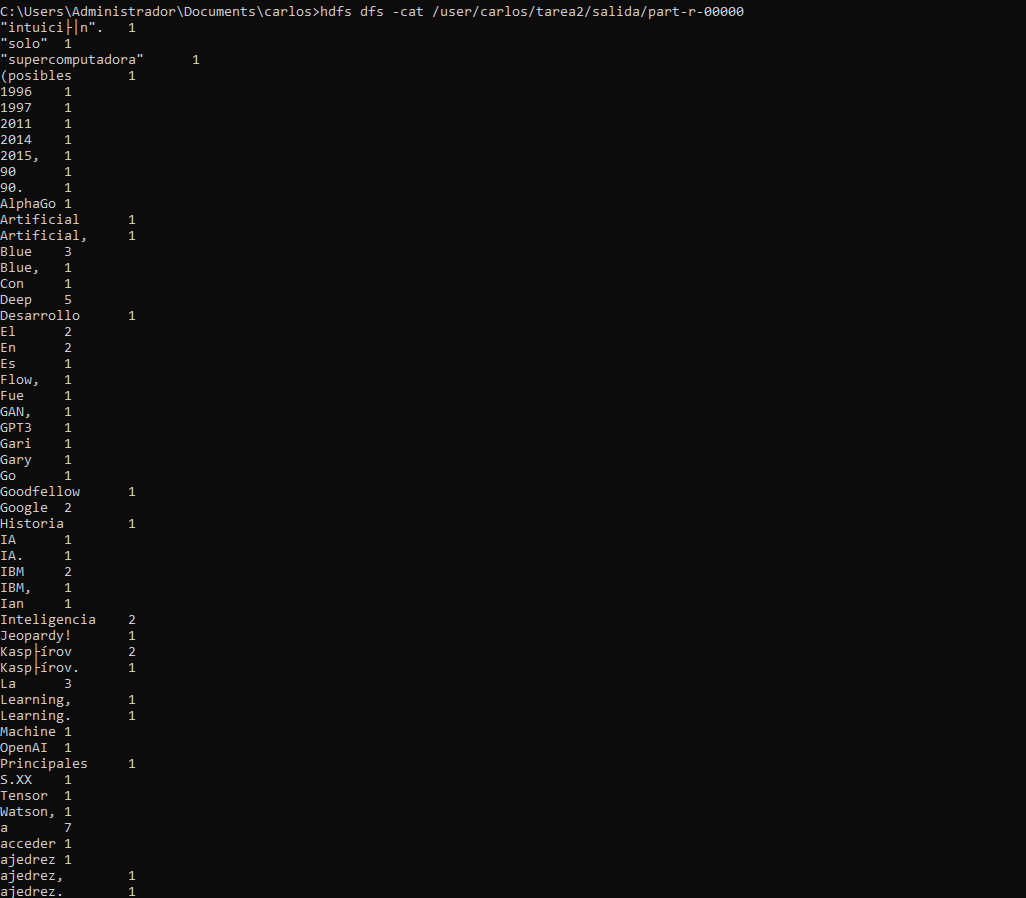 C:\Users\Administrador\Documents\carlos>hdfs dfs -cat /user/carlos/tarea2/salida/part-r-00000
"intuici├│n".	1
"solo"	1
"supercomputadora"	1
(posibles	1
1996	1
1997	1
2011	1
2014	1
2015,	1
90	1
90.	1
AlphaGo	1
Artificial	1
Artificial,	1
Blue	3
Blue,	1
Con	1
Deep	5
Desarrollo	1
El	2
En	2
Es	1
Flow,	1
Fue	1
GAN,	1
GPT3	1
Gari	1
Gary	1
Go	1
Goodfellow	1
Google	2
Historia	1
IA	1
IA.	1
IBM	2
IBM,	1
Ian	1
Inteligencia	2
Jeopardy!	1
Kasp├írov	2
Kasp├írov.	1
La	3
Learning,	1
Learning.	1
Machine	1
OpenAI	1
Principales	1
S.XX	1
Tensor	1
Watson,	1
a	7
acceder	1
ajedrez	1
ajedrez,	1
ajedrez.	1